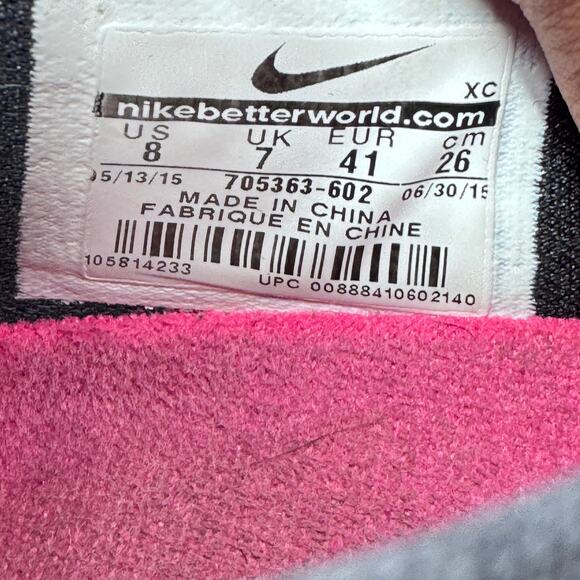 XC
nikebetterworld.com
US UK EUR cm
8 7 41 26
05/13/15 705363-602 06/30/15
MADE IN CHINA
FABRIQUE EN CHINE
105814233
UPC 00888410602140